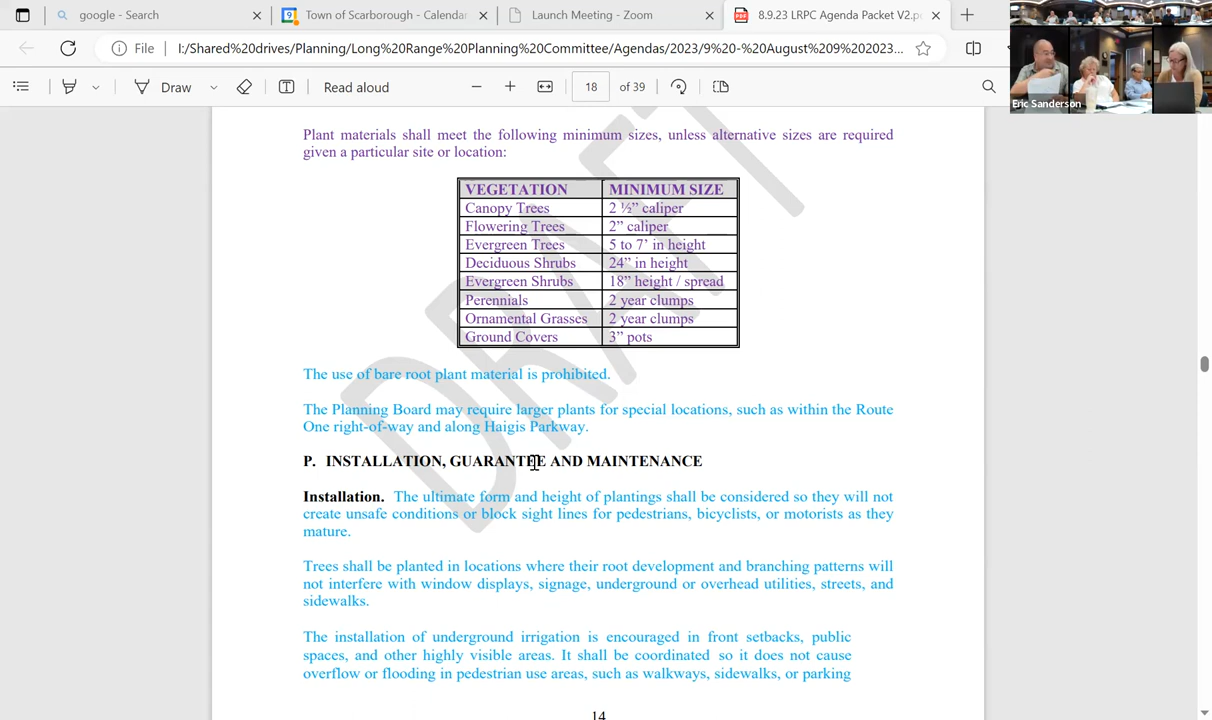 google - Search
Town of Scarborough - Calendar
Launch Meeting - Zoom
8.9.23 LRPC Agenda Packet V2.p
File
I:/Shared%20drives/Planning/Long%20Range%20Planning%20Committee/Agendas/2023/9%20-%20August%209%202023...
Draw
Read aloud
18
of 39
Eric Sanderson
Plant materials shall meet the following minimum sizes, unless alternative sizes are required
given a particular site or location:
VEGETATION MINIMUM SIZE
Canopy Trees 2 ½” caliper
Flowering Trees 2” caliper
Evergreen Trees 5 to 7’ in height
Deciduous Shrubs 24” in height
Evergreen Shrubs 18” height / spread
Perennials 2 year clumps
Ornamental Grasses 2 year clumps
Ground Covers 3” pots
DRAFT
The use of bare root plant material is prohibited.
The Planning Board may require larger plants for special locations, such as within the Route
One right-of-way and along Haigis Parkway.
P. INSTALLATION, GUARANTEE AND MAINTENANCE
Installation. The ultimate form and height of plantings shall be considered so they will not
create unsafe conditions or block sight lines for pedestrians, bicyclists, or motorists as they
mature.
Trees shall be planted in locations where their root development and branching patterns will
not interfere with window displays, signage, underground or overhead utilities, streets, and
sidewalks.
The installation of underground irrigation is encouraged in front setbacks, public
spaces, and other highly visible areas. It shall be coordinated so it does not cause
overflow or flooding in pedestrian use areas, such as walkways, sidewalks, or parking
14